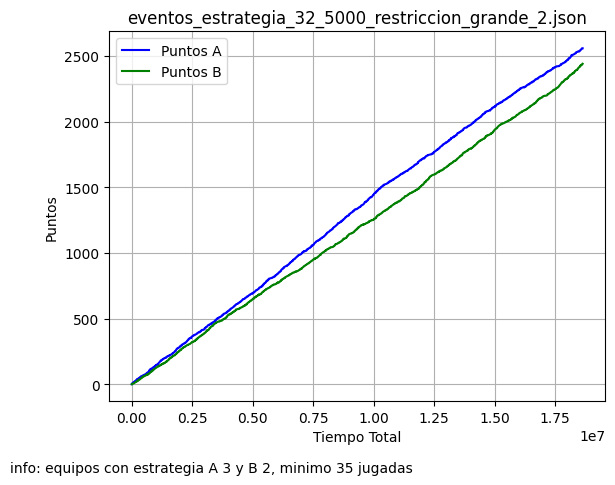 eventos_estrategia_32_5000_restriccion_grande_2.json
Puntos A
Puntos B
2500
2000
1500
1000
500
0
Puntos
0.00
0.25
0.50
0.75
1.00
1.25
1.50
1.75
1e7
Tiempo Total
info: equipos con estrategia A 3 y B 2, minimo 35 jugadas